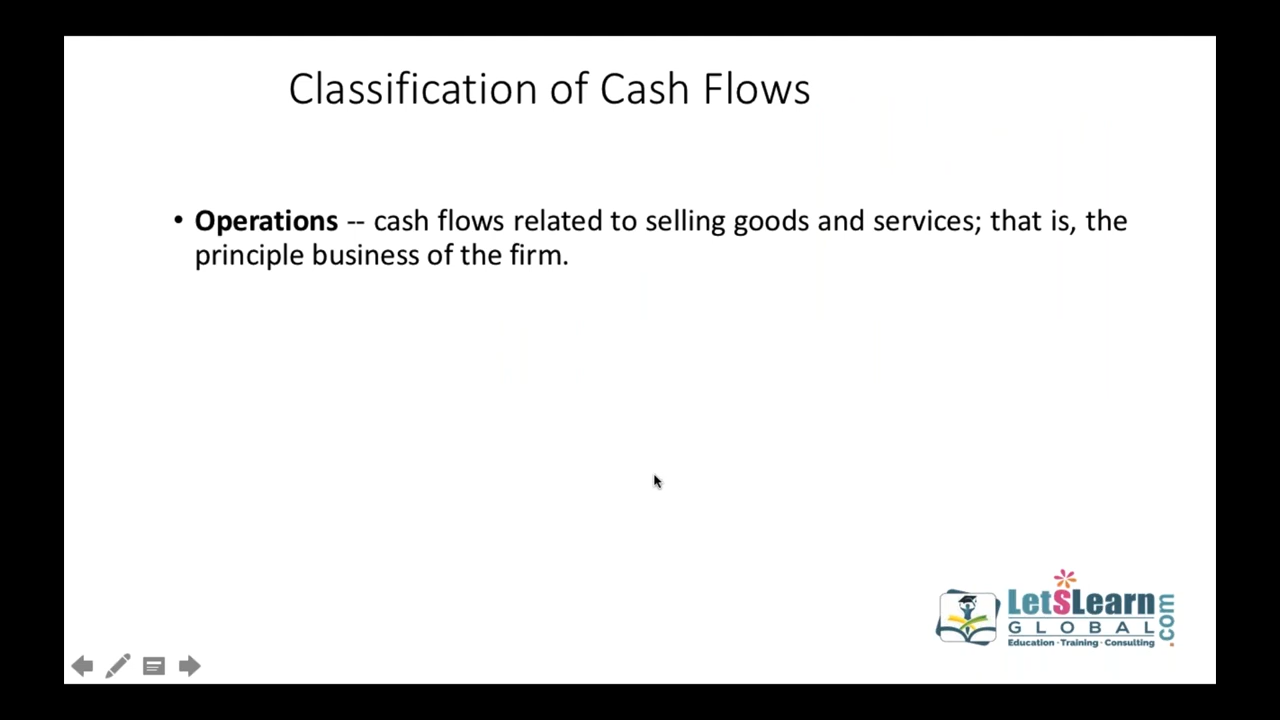 Classification of Cash Flows
• Operations -- cash flows related to selling goods and services; that is, the
principle business of the firm.
LetSLearn
GLOBAL
.com
Education · Training · Consulting